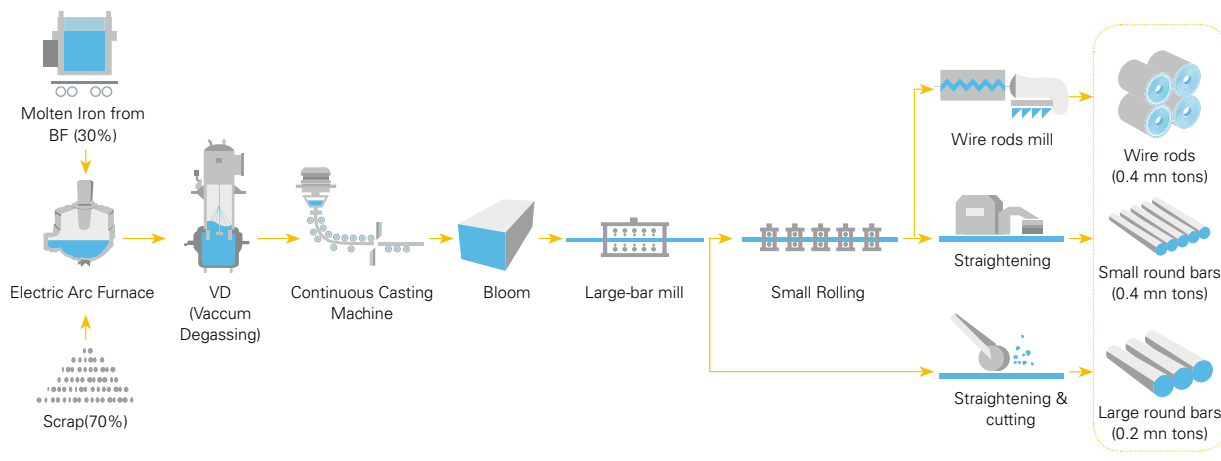 Molten Iron from
BF (30%)
Electric Arc Furnace
Scrap(70%)
VD
(Vaccum
Degassing)
Continuous Casting
Machine
Bloom
Large-bar mill
Small Rolling
Wire rods mill
Straightening
Straightening &
cutting
Wire rods
(0.4 mn tons)
Small round bars
(0.4 mn tons)
Large round bars
(0.2 mn tons)